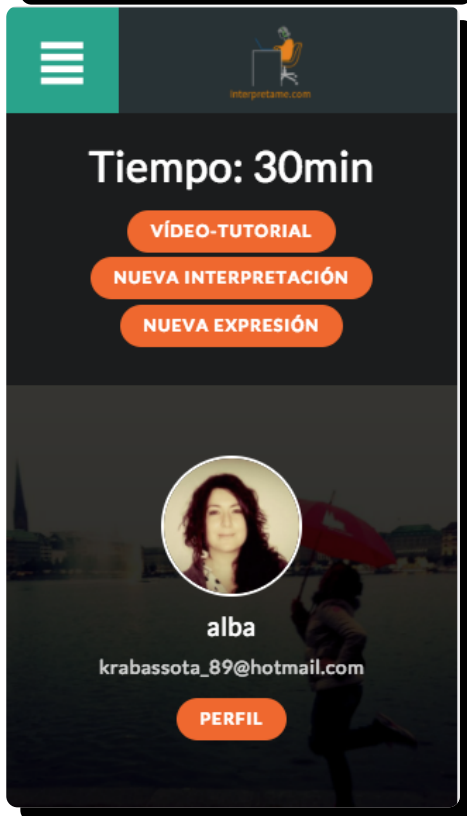 interpretame.com
Tiempo: 30min
VÍDEO-TUTORIAL
NUEVA INTERPRETACIÓN
NUEVA EXPRESIÓN
alba
krabassota_89@hotmail.com
PERFIL